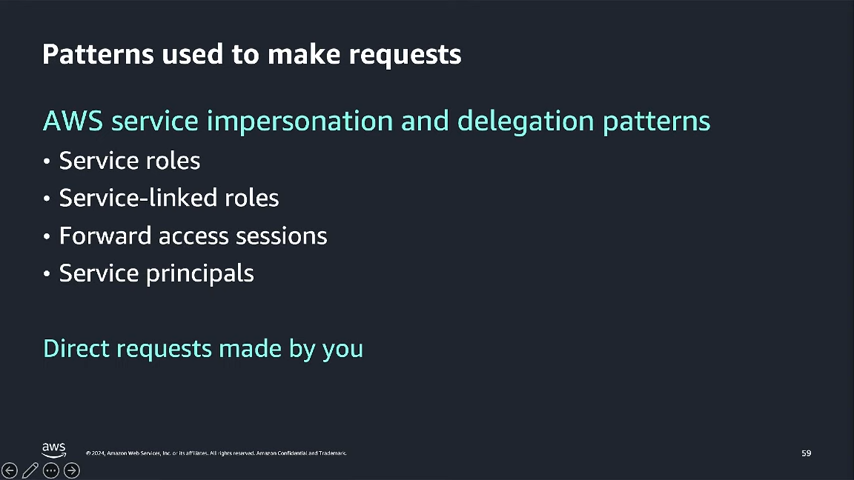 Patterns used to make requests
AWS service impersonation and delegation patterns
• Service roles
• Service-linked roles
• Forward access sessions
• Service principals
Direct requests made by you
aws
© 2024, Amazon Web Services, Inc. or its affiliates. All rights reserved. Amazon Confidential and Trademark.
59